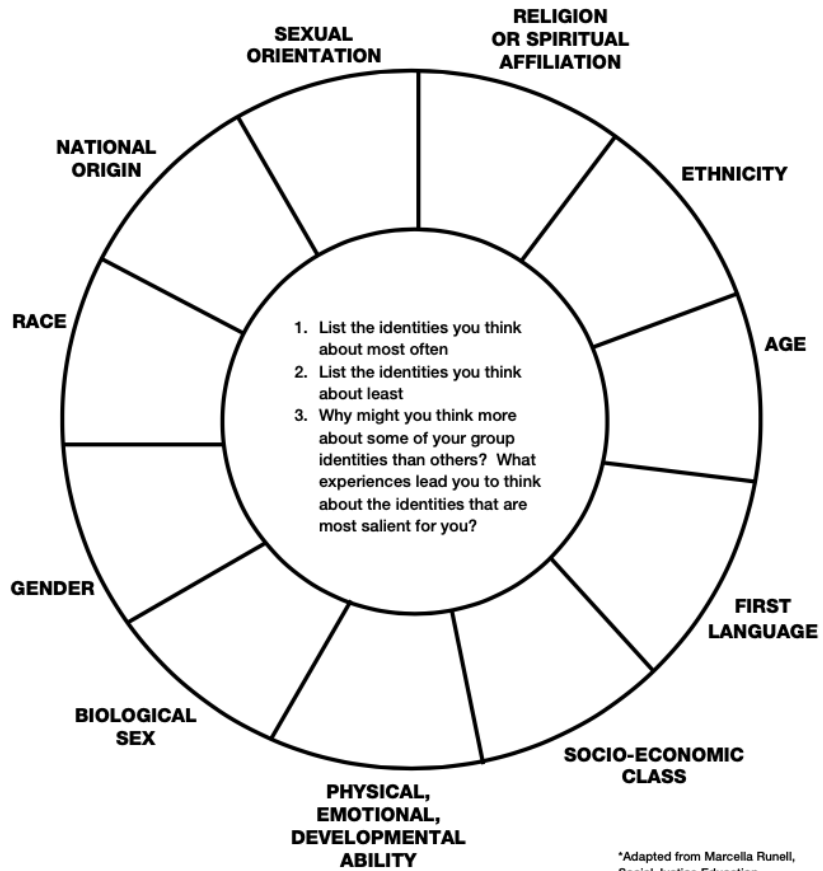 SEXUAL
ORIENTATION
RELIGION
OR SPIRITUAL
AFFILIATION
NATIONAL
ORIGIN
ETHNICITY
RACE
AGE
1. List the identities you think
about most often
2. List the identities you think
about least
3. Why might you think more
about some of your group
identities than others? What
experiences lead you to think
about the identities that are
most salient for you?
GENDER
FIRST
LANGUAGE
BIOLOGICAL
SEX
SOCIO-ECONOMIC
CLASS
PHYSICAL,
EMOTIONAL,
DEVELOPMENTAL
ABILITY
*Adapted from Marcella Runell,
Social Justice Education